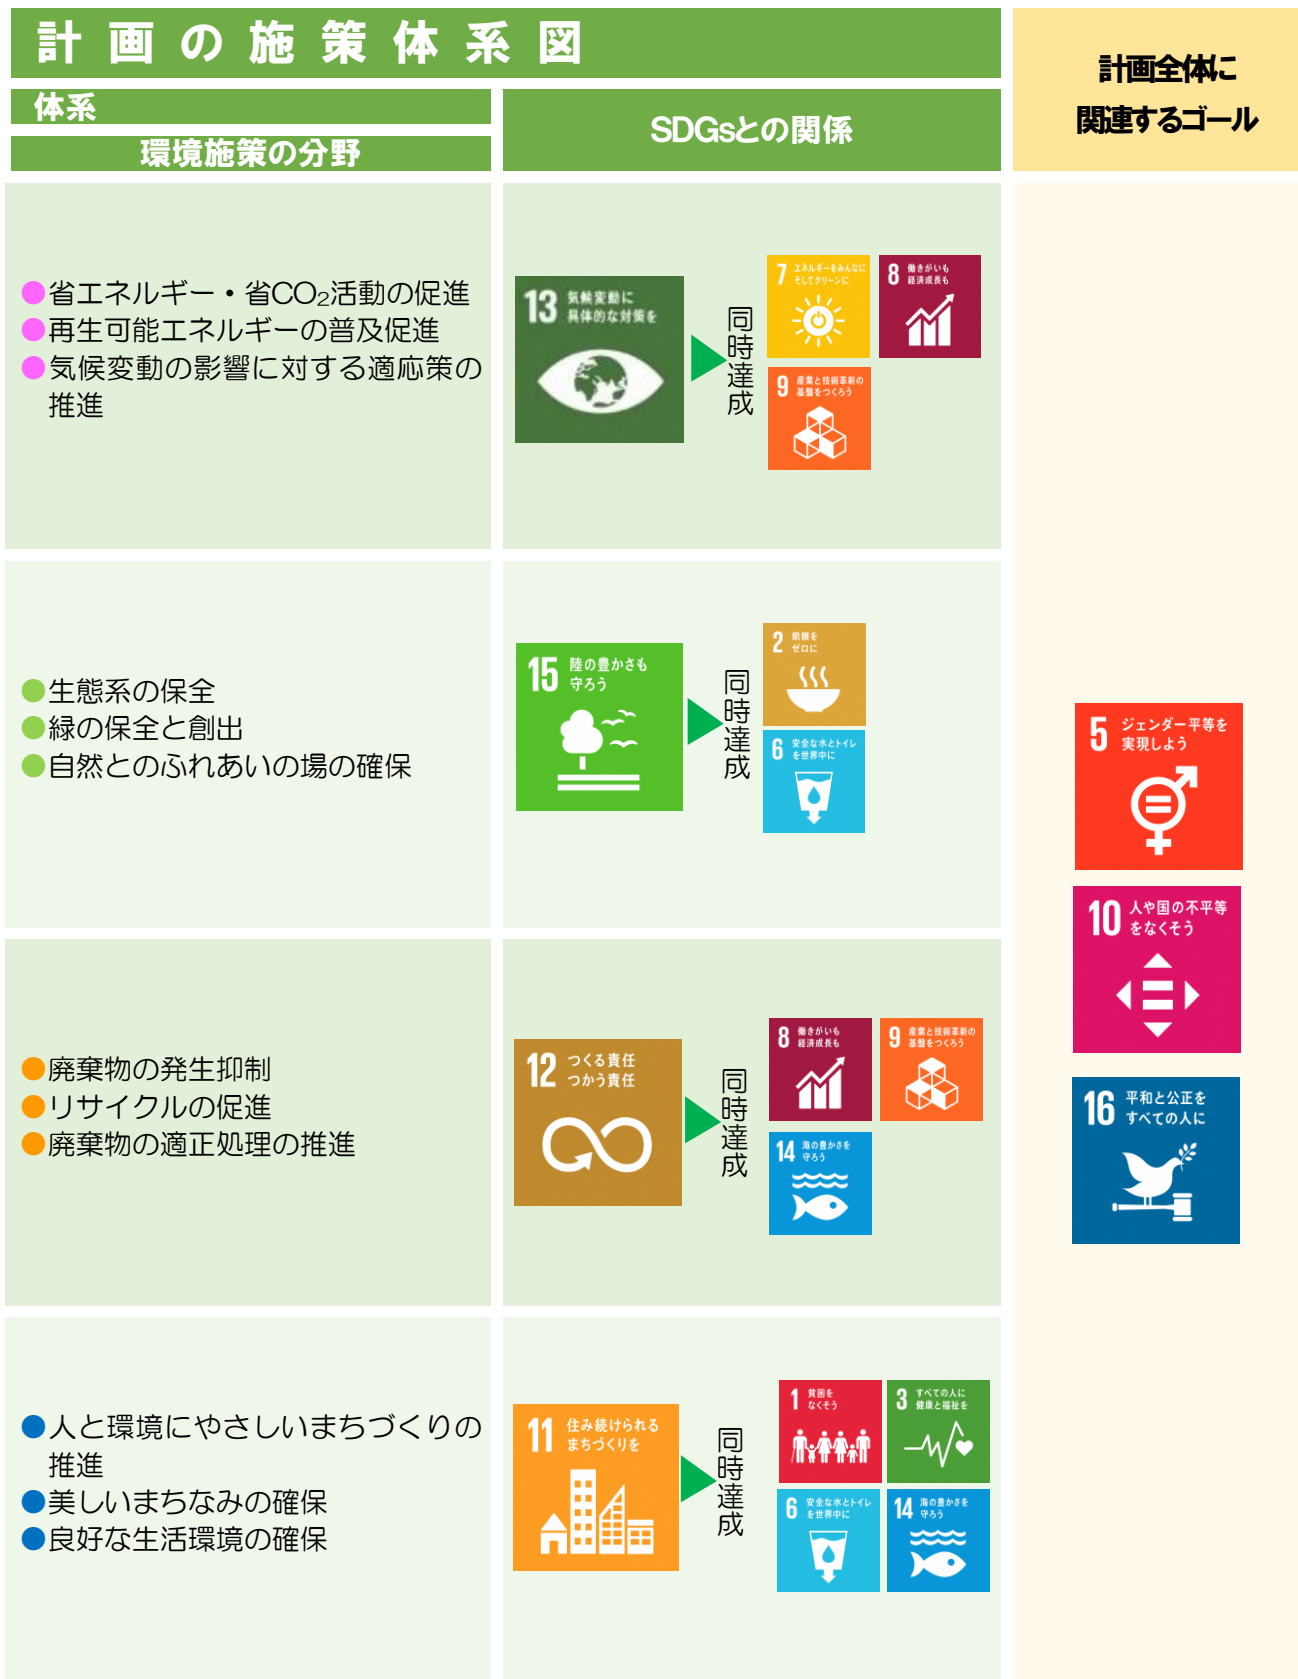 計画の施策体系図
体系
環境施策の分野
SDGsとの関係
計画全体に
関連するゴール
●省エネルギー・省CO₂活動の促進
●再生可能エネルギーの普及促進
●気候変動の影響に対する適応策の
推進
13 気候変動に
具体的な対策を
同時達成
7 エネルギーをみんなに
そしてクリーンに
8 働きがいも
経済成長も
9 産業と技術革新の
基盤をつくろう
●生態系の保全
●緑の保全と創出
●自然とのふれあいの場の確保
15 陸の豊かさも
守ろう
同時達成
2 飢餓を
ゼロに
6 安全な水とトイレ
を世界中に
●廃棄物の発生抑制
●リサイクルの促進
●廃棄物の適正処理の推進
12 つくる責任
つかう責任
同時達成
8 働きがいも
経済成長も
9 産業と技術革新の
基盤をつくろう
14 海の豊かさを
守ろう
●人と環境にやさしいまちづくりの
推進
●美しいまちなみの確保
●良好な生活環境の確保
11 住み続けられる
まちづくりを
同時達成
1 貧困を
なくそう
3 すべての人に
健康と福祉を
6 安全な水とトイレ
を世界中に
14 海の豊かさを
守ろう
5 ジェンダー平等を
実現しよう
10 人や国の不平等
をなくそう
16 平和と公正を
すべての人に